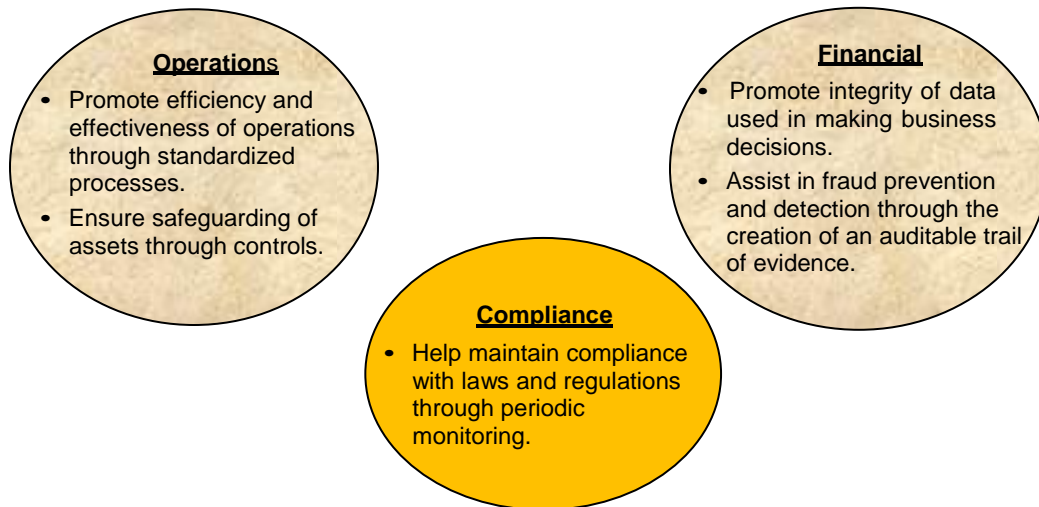 Operations
• Promote efficiency and
effectiveness of operations
through standardized
processes.
• Ensure safeguarding of
assets through controls.
Financial
• Promote integrity of data
used in making business
decisions.
• Assist in fraud prevention
and detection through the
creation of an auditable trail
of evidence.
Compliance
• Help maintain compliance
with laws and regulations
through periodic
monitoring.